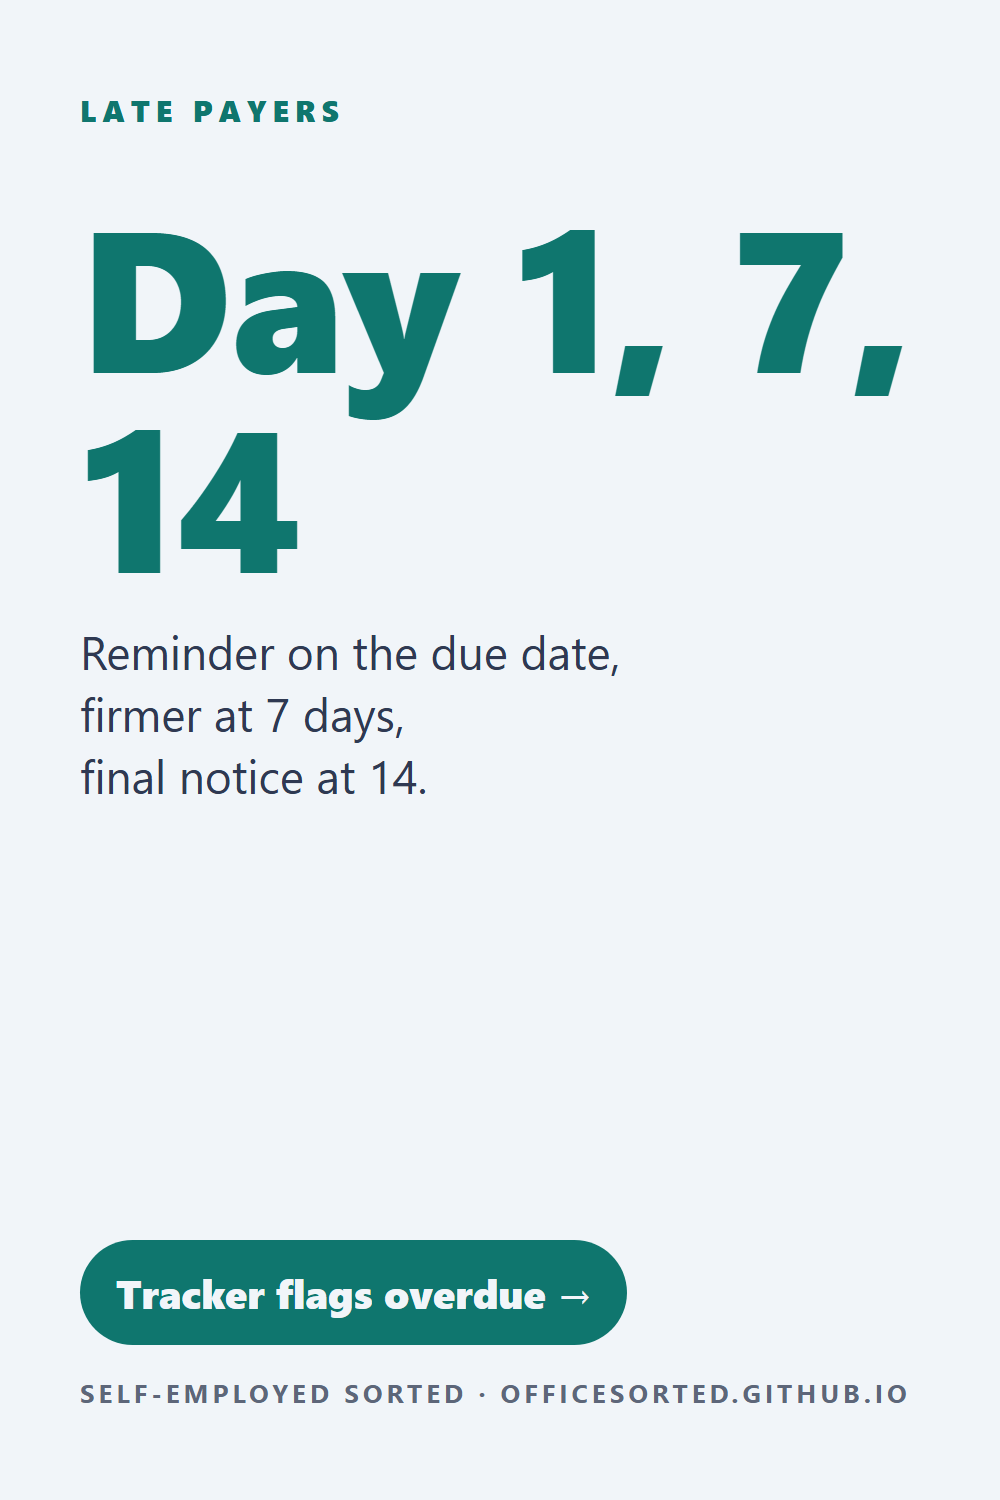 LATE PAYERS
Day 1, 7,
14
Reminder on the due date,
firmer at 7 days,
final notice at 14.
Tracker flags overdue →
SELF-EMPLOYED SORTED · OFFICESORTED.GITHUB.IO